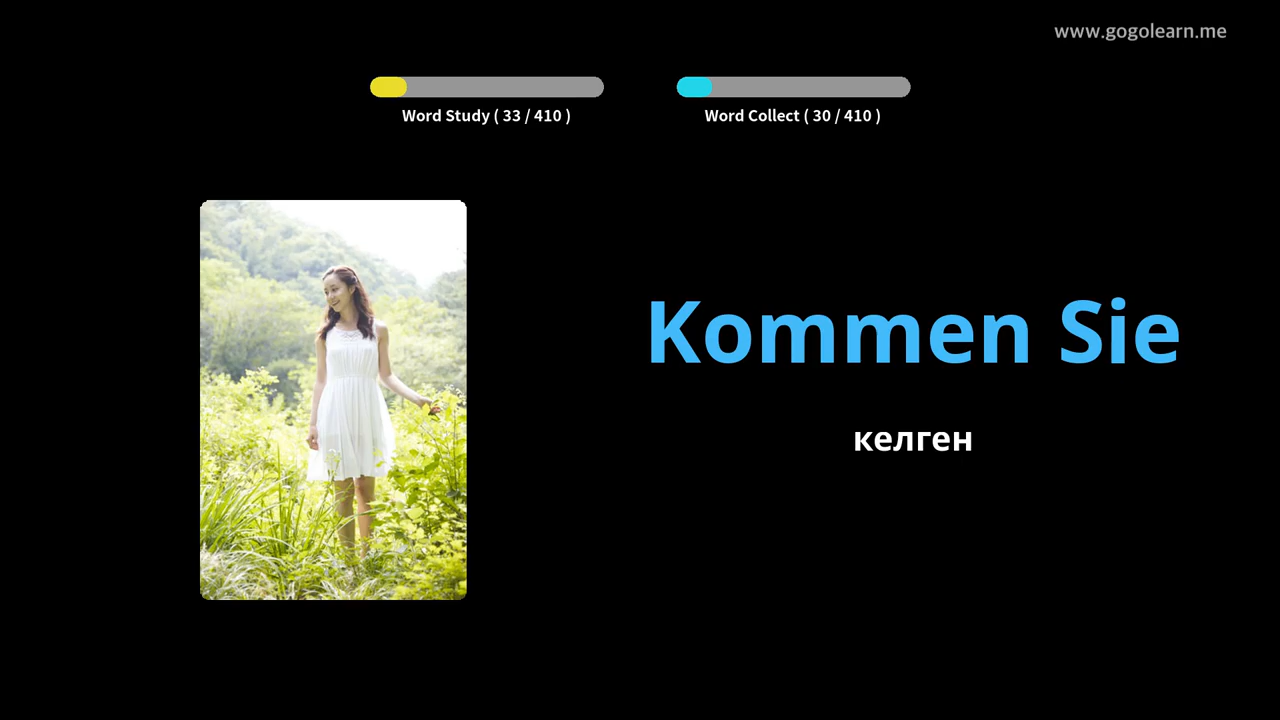 www.gogolearn.me
Word Study ( 33 / 410 )
Word Collect ( 30 / 410 )
Kommen Sie
келген